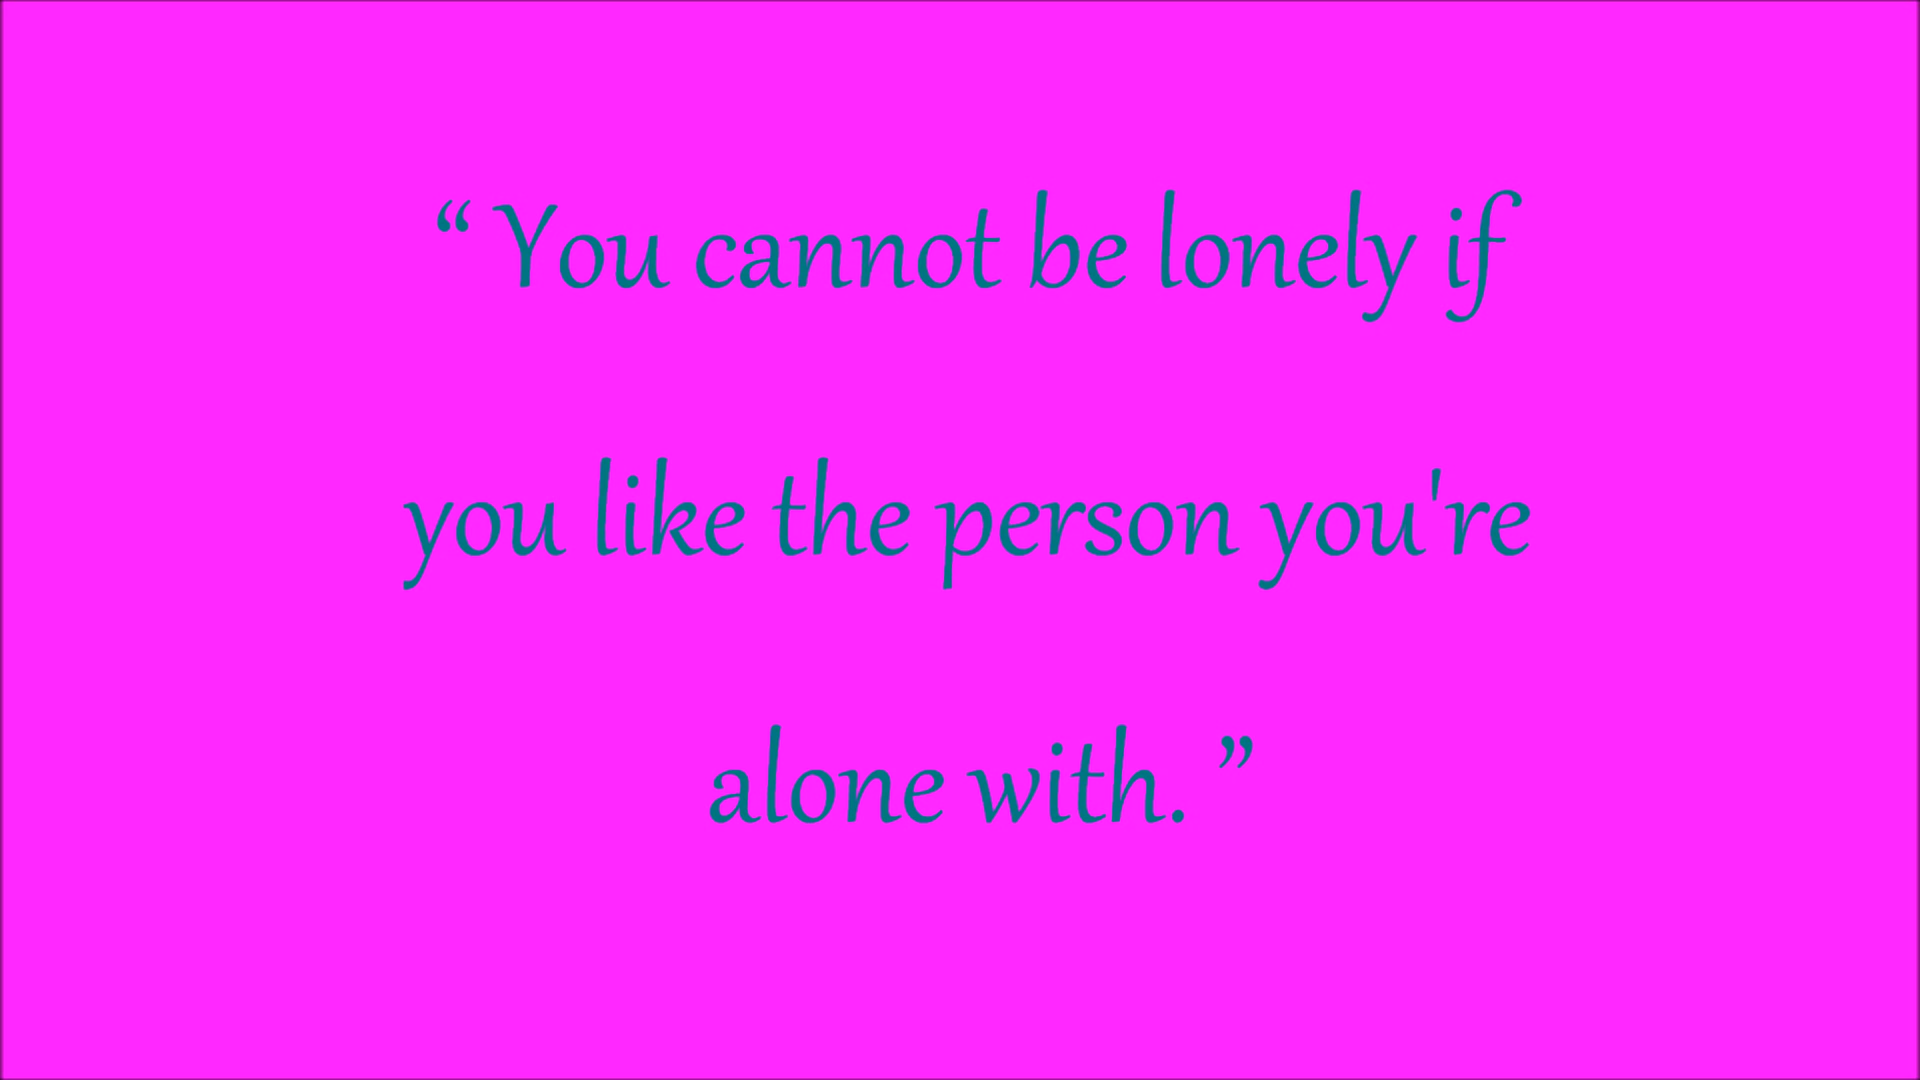 “ You cannot be lonely if
you like the person you're
alone with. ”